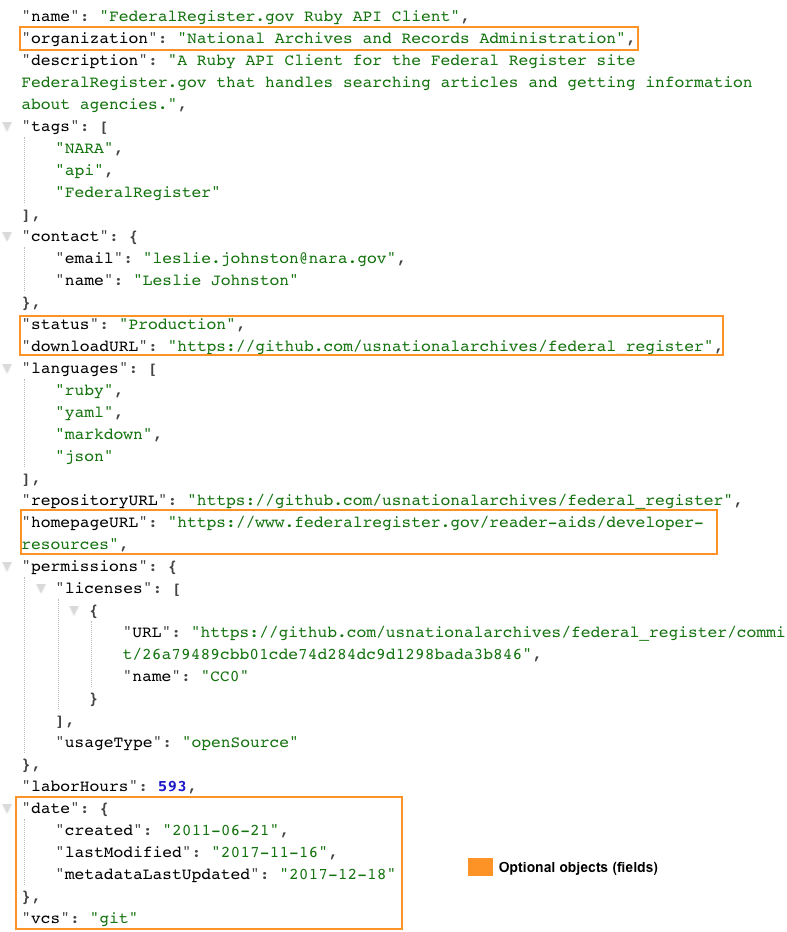 "name": "FederalRegister.gov Ruby API Client",
"organization": "National Archives and Records Administration",
"description": "A Ruby API Client for the Federal Register site
FederalRegister.gov that handles searching articles and getting information
about agencies.",
"tags": [
"NARA",
"api",
"FederalRegister"
],
"contact": {
"email": "leslie.johnston@nara.gov",
"name": "Leslie Johnston"
},
"status": "Production",
"downloadURL": "https://github.com/usnationalarchives/federal_register",
"languages": [
"ruby",
"yaml",
"markdown",
"json"
],
"repositoryURL": "https://github.com/usnationalarchives/federal_register",
"homepageURL": "https://www.federalregister.gov/reader-aids/developer-
resources",
"permissions": {
"licenses": [
{
"URL": "https://github.com/usnationalarchives/federal_register/commi
t/26a79489cbb01cde74d284dc9d1298bada3b846",
"name": "CC0"
}
],
"usageType": "openSource"
},
"laborHours": 593,
"date": {
"created": "2011-06-21",
"lastModified": "2017-11-16",
"metadataLastUpdated": "2017-12-18"
},
"vcs": "git"
Optional objects (fields)